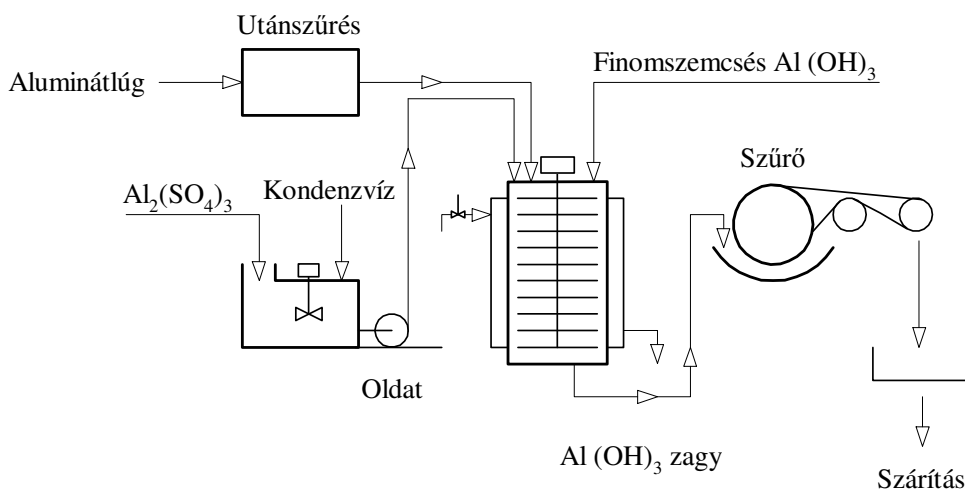 Utánszűrés
Aluminátlúg
Finomszemcsés Al (OH)₃
Szűrő
Al₂(SO₄)₃
Kondenzvíz
Oldat
Al (OH)₃ zagy
Szárítás